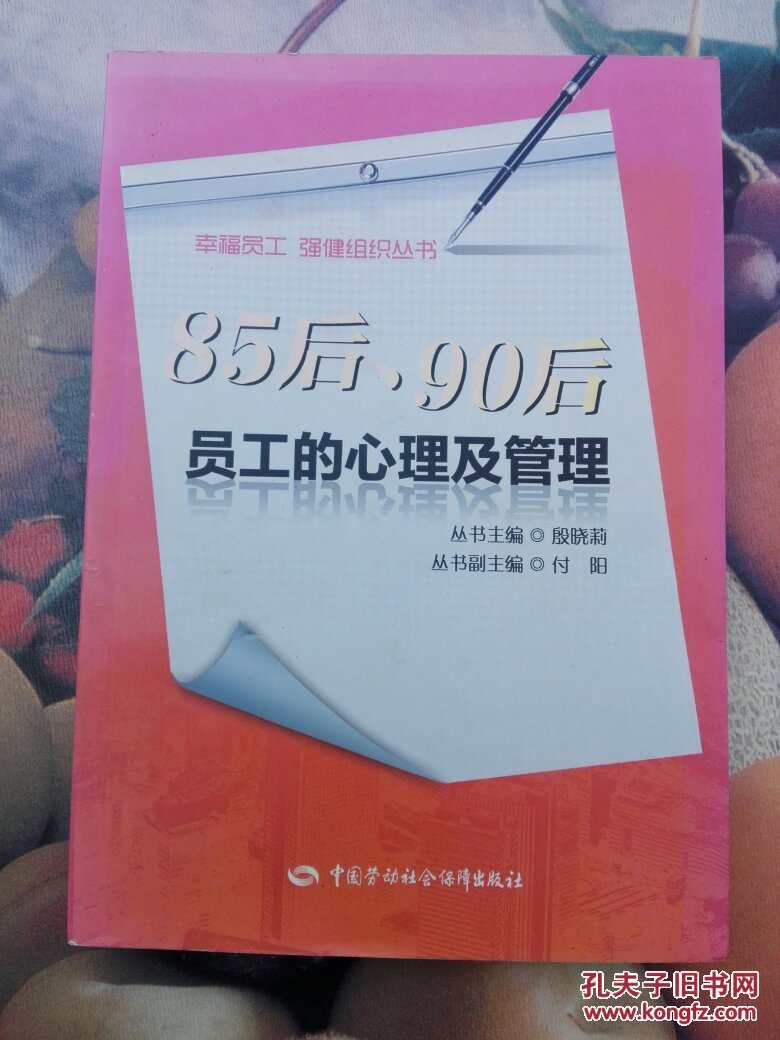 幸福员工 强健组织丛书
85后、90后
员工的心理及管理
丛书主编◎殷晓莉
丛书副主编◎付 阳
中国劳动社会保障出版社
孔夫子旧书网
www.kongfz.com